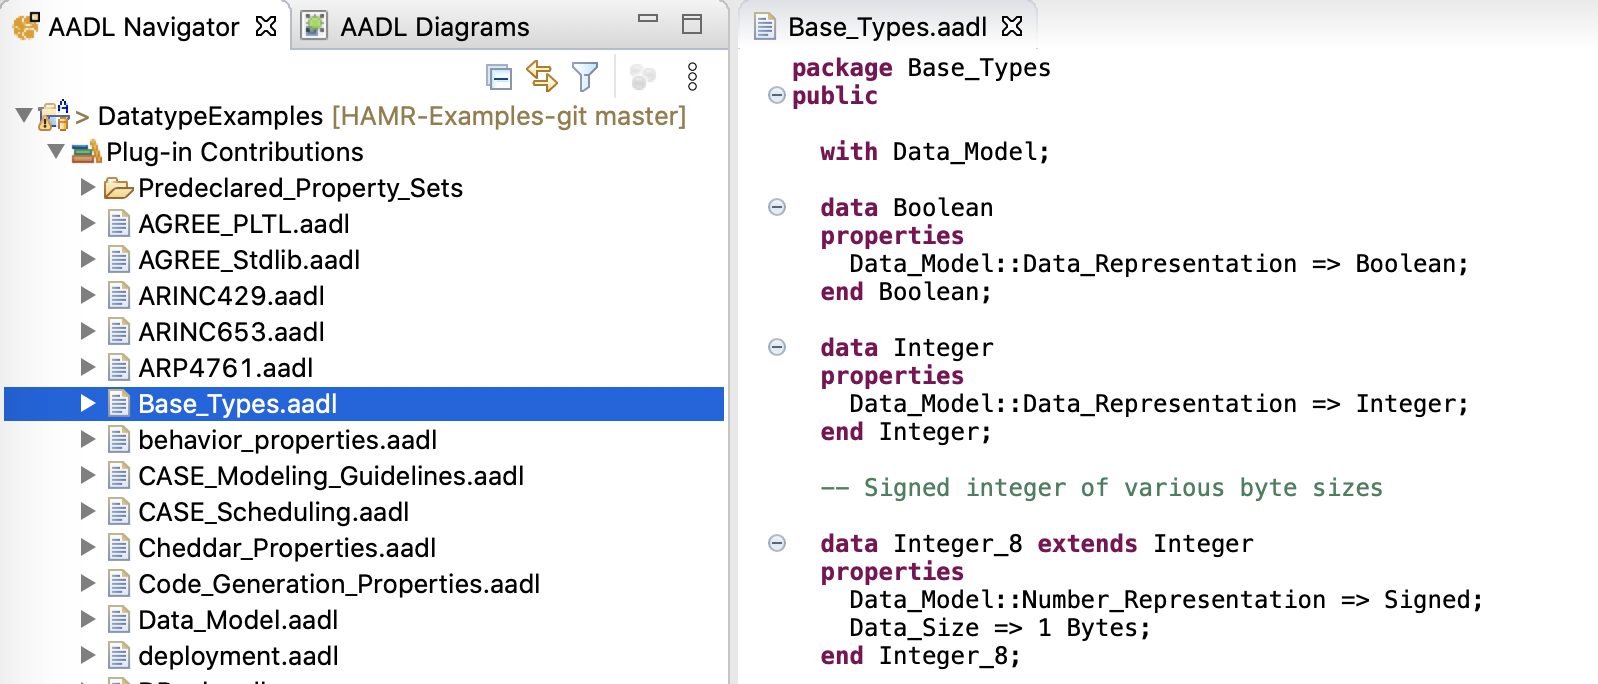 AADL Navigator
AADL Diagrams
> DatatypeExamples [HAMR-Examples-git master]
Plug-in Contributions
Predeclared_Property_Sets
AGREE_PLTL.aadl
AGREE_Stdlib.aadl
ARINC429.aadl
ARINC653.aadl
ARP4761.aadl
Base_Types.aadl
behavior_properties.aadl
CASE_Modeling_Guidelines.aadl
CASE_Scheduling.aadl
Cheddar_Properties.aadl
Code_Generation_Properties.aadl
Data_Model.aadl
deployment.aadl
Base_Types.aadl
package Base_Types
public
with Data_Model;
data Boolean
properties
Data_Model::Data_Representation => Boolean;
end Boolean;
data Integer
properties
Data_Model::Data_Representation => Integer;
end Integer;
-- Signed integer of various byte sizes
data Integer_8 extends Integer
properties
Data_Model::Number_Representation => Signed;
Data_Size => 1 Bytes;
end Integer_8;